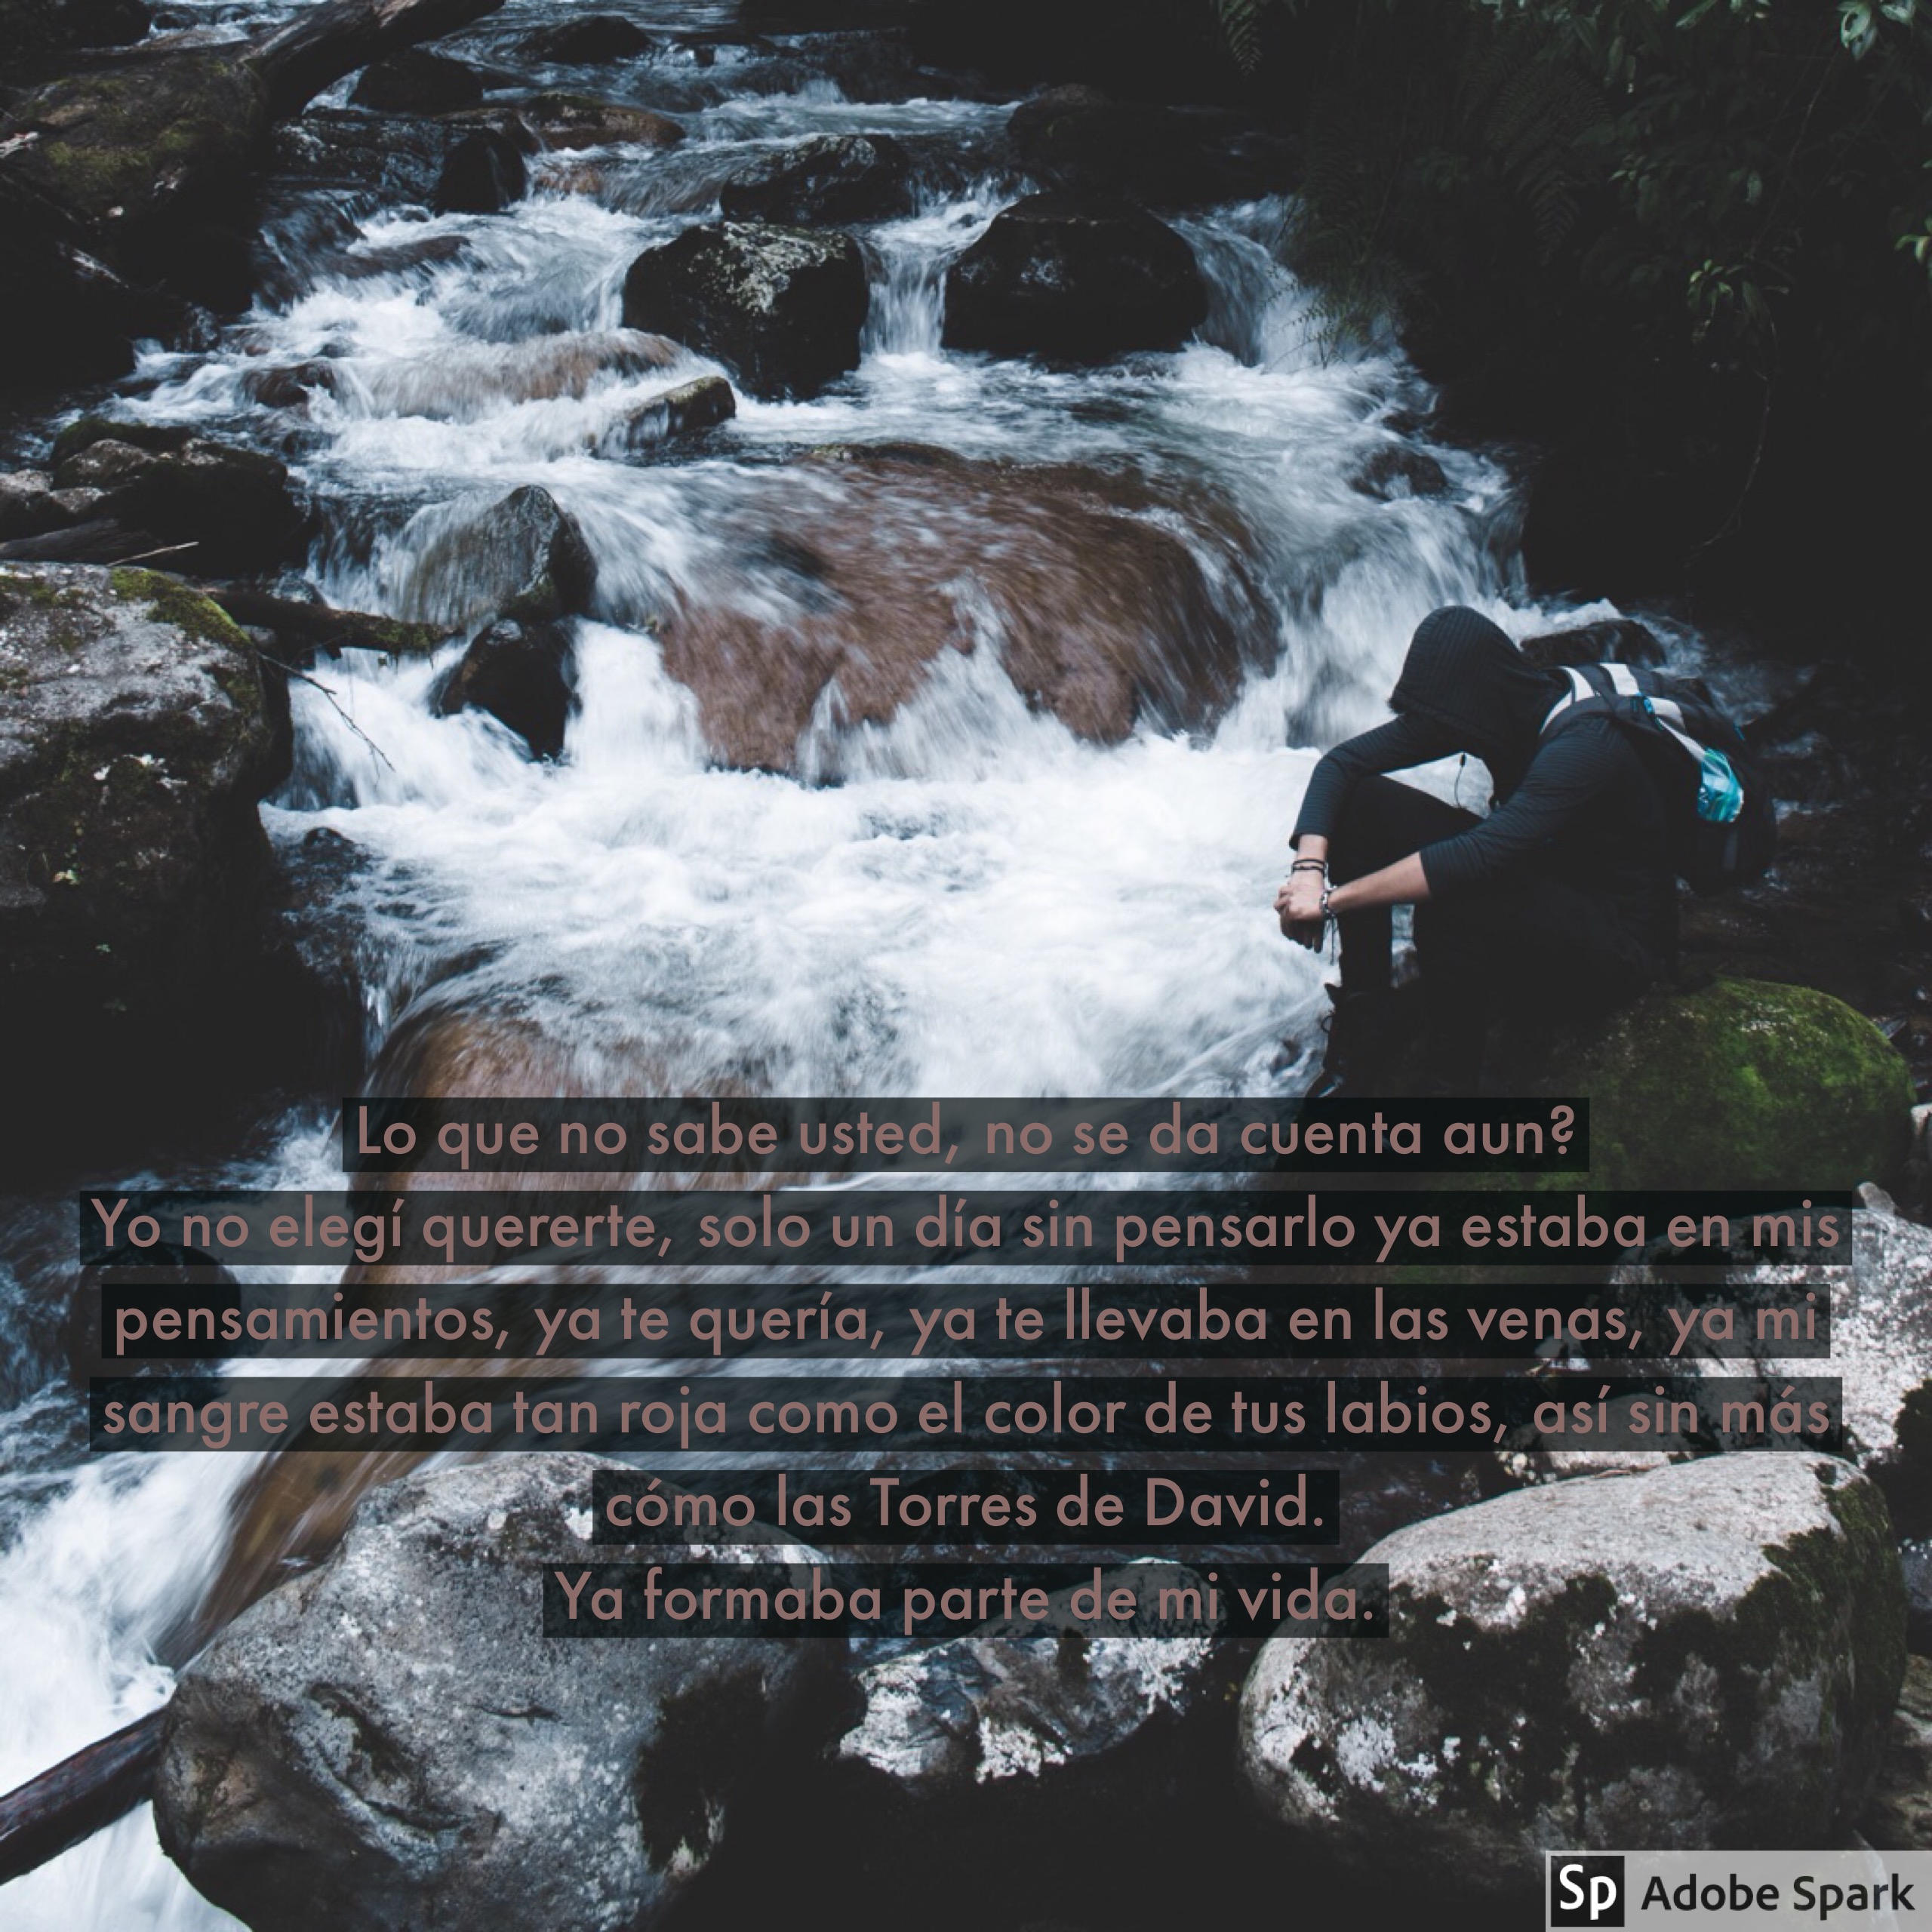 Lo que no sabe usted, no se da cuenta aun?
Yo no elegí quererte, solo un día sin pensarlo ya estaba en mis
pensamientos, ya te quería, ya te llevaba en las venas, ya mi
sangre estaba tan roja como el color de tus labios, así sin más
cómo las Torres de David.
Ya formaba parte de mi vida.
Sp Adobe Spark